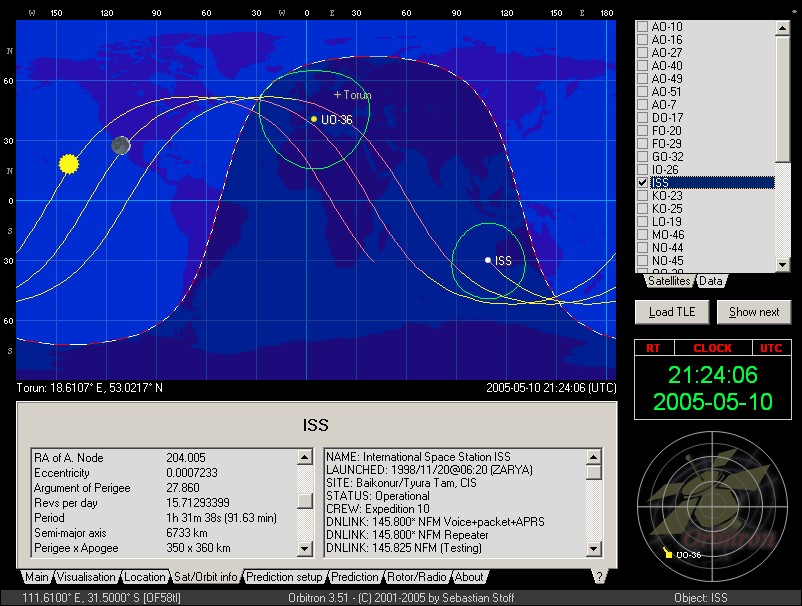 W 150 120 90 60 30 W 0 E 30 60 90 120 150 E 180
N
60
30
N
0
S
30
60
S
+ Torun
UO-36
ISS
Torun: 18.6107° E, 53.0217° N
2005-05-10 21:24:06 (UTC)
AO-10
AO-16
AO-27
AO-40
AO-49
AO-51
AO-7
DO-17
FO-20
FO-29
GO-32
IO-26
ISS
KO-23
KO-25
LO-19
MO-46
NO-44
NO-45
Satellites Data
Load TLE Show next
RT CLOCK UTC
21:24:06
2005-05-10
Orbitron
UO-36
ISS
RA of A. Node 204.005
Eccentricity 0.0007233
Argument of Perigee 27.860
Revs per day 15.71293399
Period 1h 31m 38s (91.63 min)
Semi-major axis 6733 km
Perigee x Apogee 350 x 360 km
NAME: International Space Station ISS
LAUNCHED: 1998/11/20@06:20 (ZARYA)
SITE: Baikonur/Tyura Tam, CIS
STATUS: Operational
CREW: Expedition 10
DNLINK: 145.800* NFM Voice+packet+APRS
DNLINK: 145.800* NFM Repeater
DNLINK: 145.825 NFM (Testing)
Main Visualisation Location Sat/Orbit info Prediction setup Prediction Rotor/Radio About ?
111.6100° E, 31.5000° S [OF58tl] Orbitron 3.51 - (C) 2001-2005 by Sebastian Stoff Object: ISS